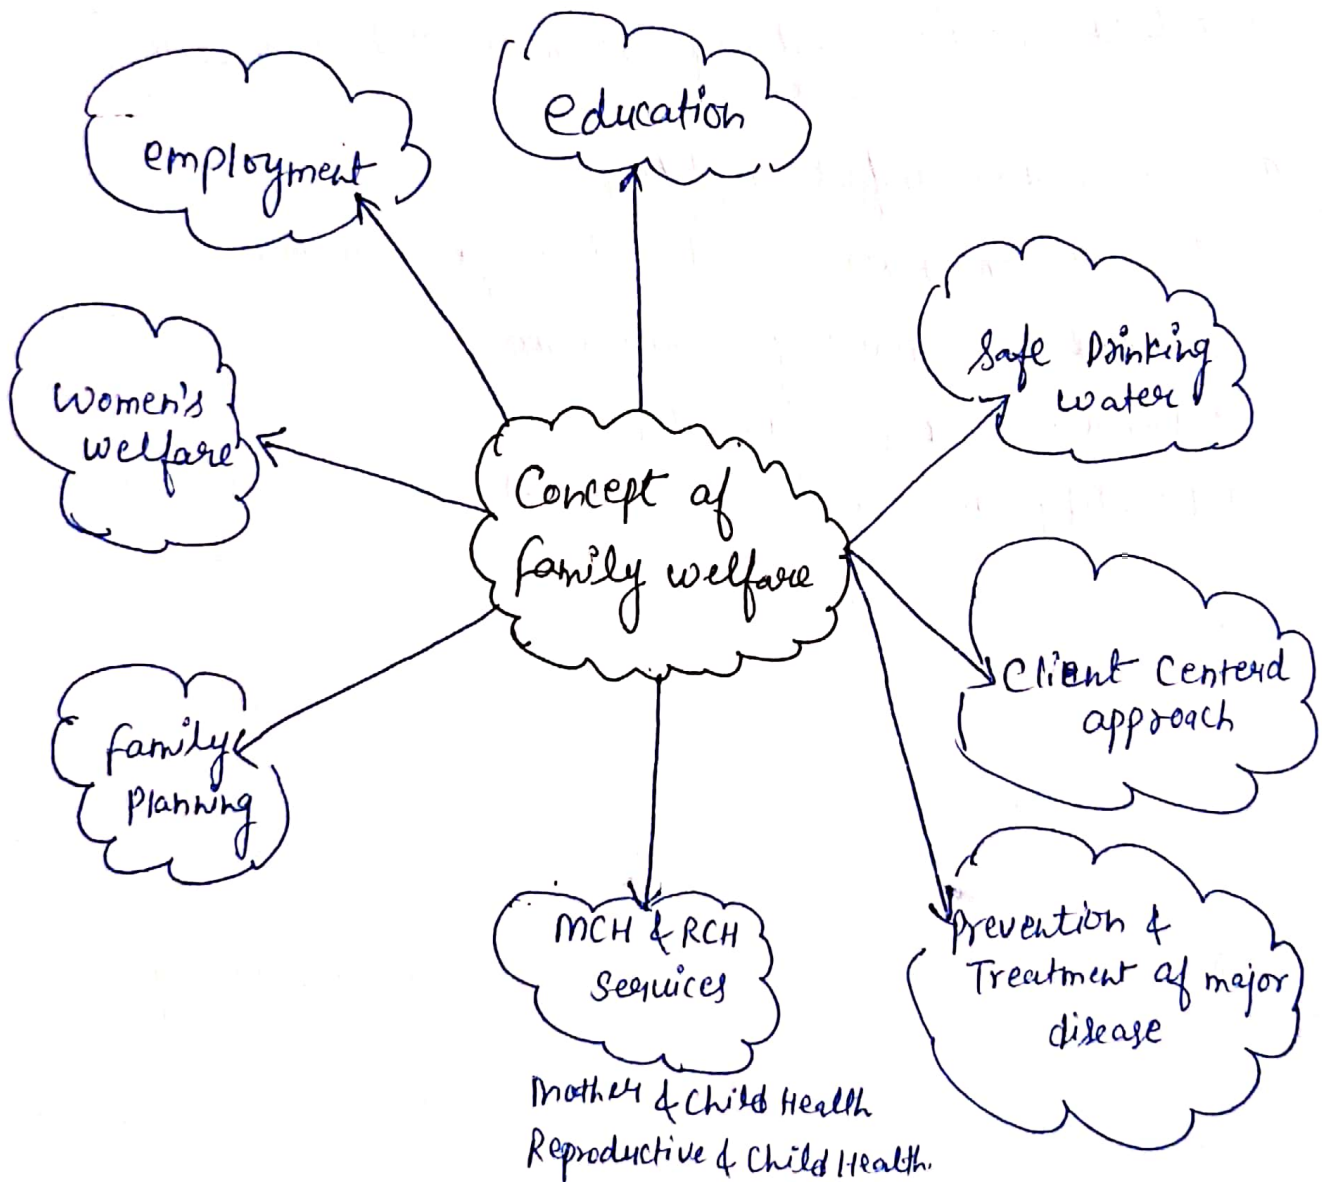 education
employment
Safe Drinking
water
Women's
welfare
Concept of
family welfare
Client Centerd
approach
family
Planning
MCH & RCH
Services
Prevention &
Treatment of major
disease
Mother & Child Health
Reproductive & Child Health.